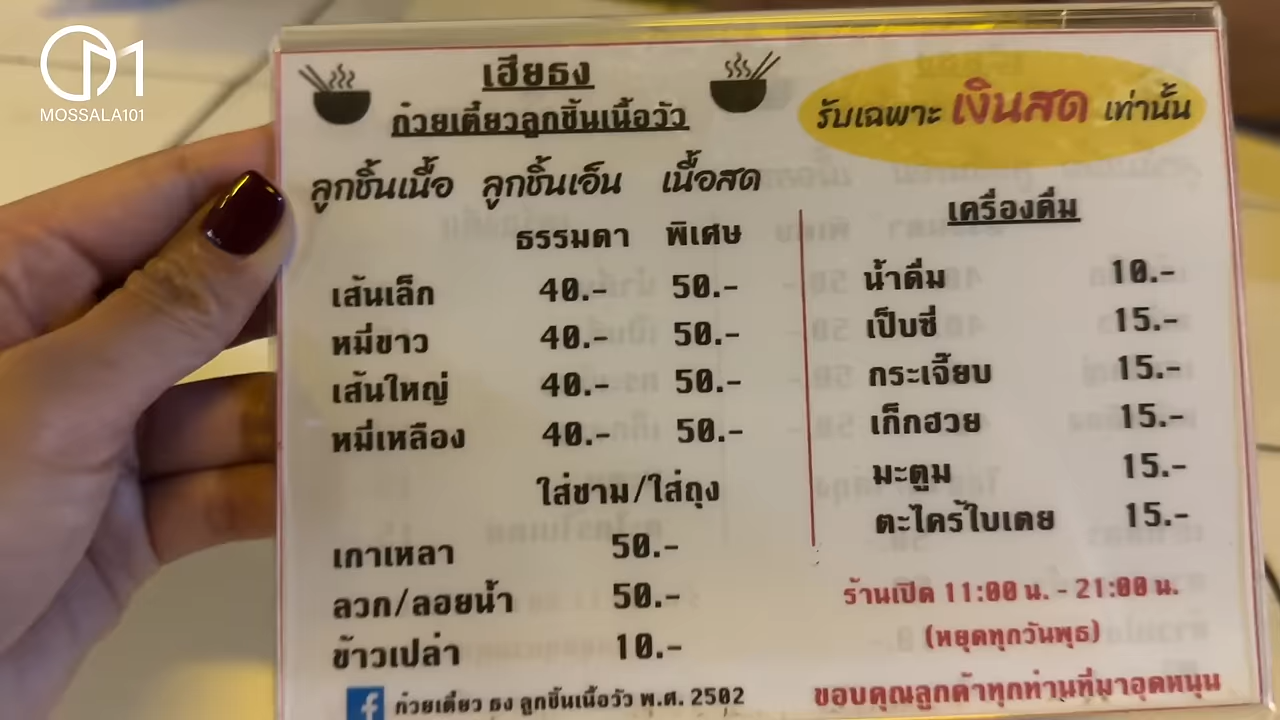 MOSSALA101
เฮียธง
ก๋วยเตี๋ยวลูกชิ้นเนื้อวัว
รับเฉพาะ เงินสด เท่านั้น
ลูกชิ้นเนื้อ ลูกชิ้นเอ็น เนื้อสด
ธรรมดา พิเศษ
เส้นเล็ก 40.- 50.-
หมี่ขาว 40.- 50.-
เส้นใหญ่ 40.- 50.-
หมี่เหลือง 40.- 50.-
ใส่ชาม/ใส่ถุง
เกาเหลา 50.-
ลวก/ลอยน้ำ 50.-
ข้าวเปล่า 10.-
ก๋วยเตี๋ยว ธง ลูกชิ้นเนื้อวัว พ.ศ. 2502
เครื่องดื่ม
น้ำดื่ม 10.-
เป็บซี่ 15.-
กระเจี๊ยบ 15.-
เก็กฮวย 15.-
มะตูม 15.-
ตะไคร้ใบเตย 15.-
ร้านเปิด 11:00 น. - 21:00 น.
(หยุดทุกวันพุธ)
ขอบคุณลูกค้าทุกท่านที่มาอุดหนุน